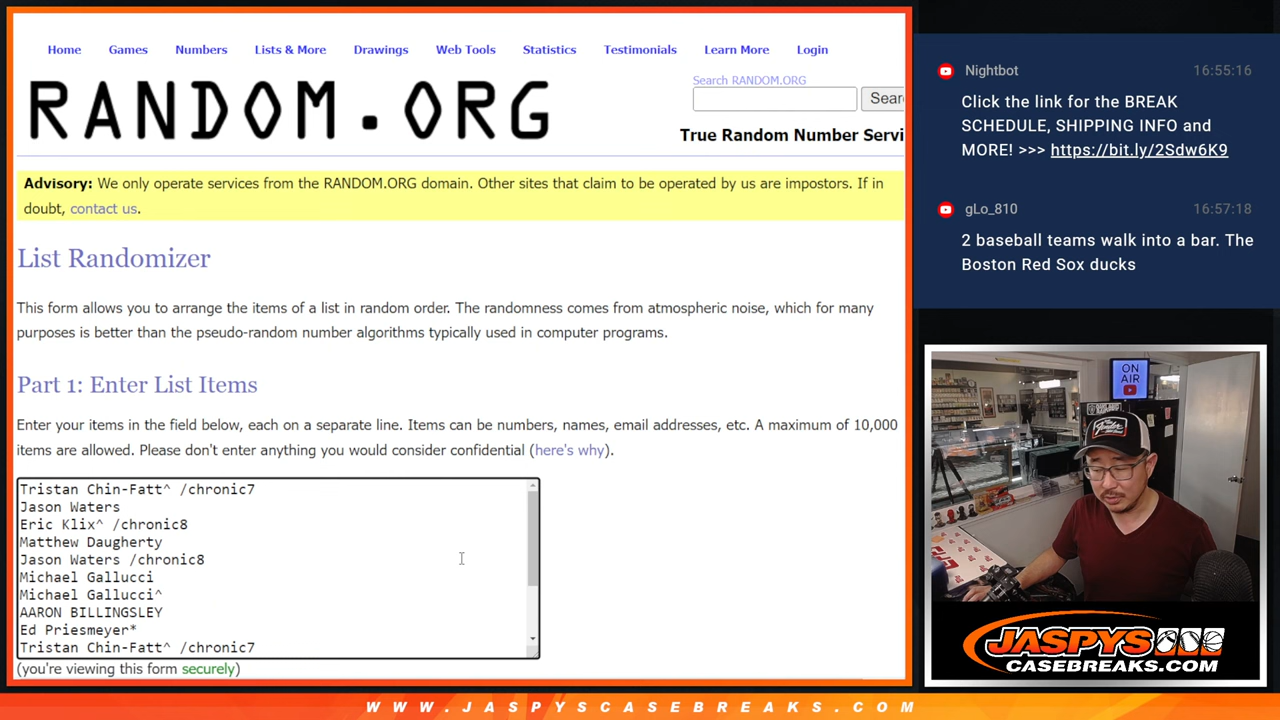 Home Games Numbers Lists & More Drawings Web Tools Statistics Testimonials Learn More Login
Search RANDOM.ORG
RANDOM.ORG
Sear
True Random Number Servi
Advisory: We only operate services from the RANDOM.ORG domain. Other sites that claim to be operated by us are impostors. If in
doubt, contact us.
List Randomizer
This form allows you to arrange the items of a list in random order. The randomness comes from atmospheric noise, which for many
purposes is better than the pseudo-random number algorithms typically used in computer programs.
Part 1: Enter List Items
Enter your items in the field below, each on a separate line. Items can be numbers, names, email addresses, etc. A maximum of 10,000
items are allowed. Please don't enter anything you would consider confidential (here's why).
Tristan Chin-Fatt^ /chronic7
Jason Waters
Eric Klix^ /chronic8
Matthew Daugherty
Jason Waters /chronic8
Michael Gallucci
Michael Gallucci^
AARON BILLINGSLEY
Ed Priesmeyer*
Tristan Chin-Fatt^ /chronic7
(you're viewing this form securely)
Nightbot 16:55:16
Click the link for the BREAK
SCHEDULE, SHIPPING INFO and
MORE! >>> https://bit.ly/2Sdw6K9
gLo_810 16:57:18
2 baseball teams walk into a bar. The
Boston Red Sox ducks
ON
AIR
Fender
JASPYS
CASEBREAKS.COM
WWW.JASPYSCASEBREAKS.COM